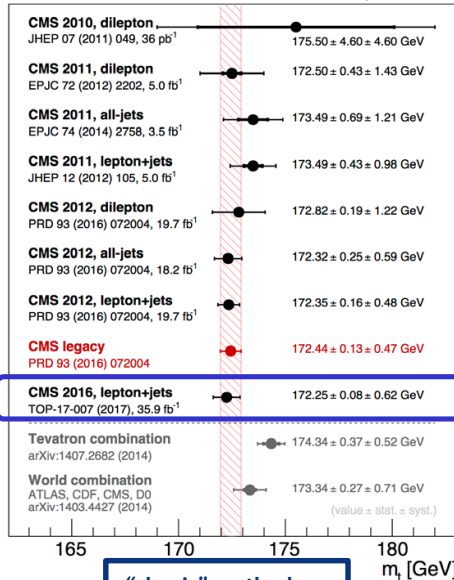 CMS 2010, dilepton
JHEP 07 (2011) 049, 36 pb⁻¹
175.50 ± 4.60 ± 4.60 GeV
CMS 2011, dilepton
EPJC 72 (2012) 2202, 5.0 fb⁻¹
172.50 ± 0.43 ± 1.43 GeV
CMS 2011, all-jets
EPJC 74 (2014) 2758, 3.5 fb⁻¹
173.49 ± 0.69 ± 1.21 GeV
CMS 2011, lepton+jets
JHEP 12 (2012) 105, 5.0 fb⁻¹
173.49 ± 0.43 ± 0.98 GeV
CMS 2012, dilepton
PRD 93 (2016) 072004, 19.7 fb⁻¹
172.82 ± 0.19 ± 1.22 GeV
CMS 2012, all-jets
PRD 93 (2016) 072004, 18.2 fb⁻¹
172.32 ± 0.25 ± 0.59 GeV
CMS 2012, lepton+jets
PRD 93 (2016) 072004, 19.7 fb⁻¹
172.35 ± 0.16 ± 0.48 GeV
CMS legacy
PRD 93 (2016) 072004
172.44 ± 0.13 ± 0.47 GeV
CMS 2016, lepton+jets
TOP-17-007 (2017), 35.9 fb⁻¹
172.25 ± 0.08 ± 0.62 GeV
Tevatron combination
arXiv:1407.2682 (2014)
174.34 ± 0.37 ± 0.52 GeV
World combination
ATLAS, CDF, CMS, D0
arXiv:1403.4427 (2014)
173.34 ± 0.27 ± 0.71 GeV
(value ± stat. ± syst.)
165 170 175 180
mₜ [GeV]